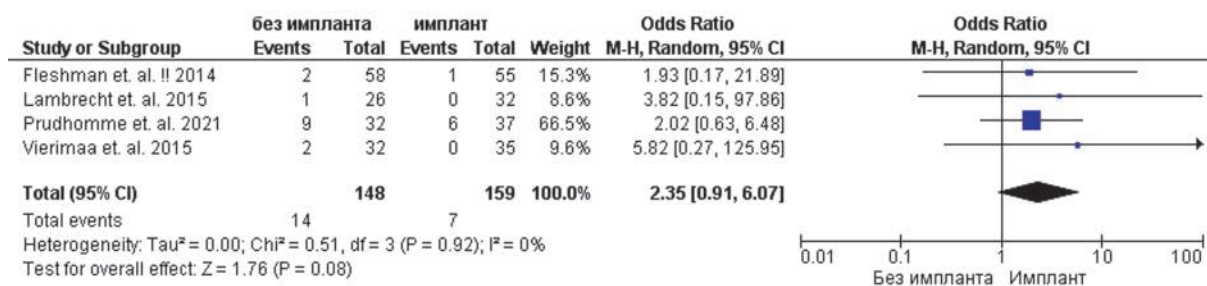 без импланта имплант Odds Ratio Odds Ratio
Study or Subgroup Events Total Events Total Weight M-H, Random, 95% CI M-H, Random, 95% CI
Fleshman et. al. !! 2014 2 58 1 55 15.3% 1.93 [0.17, 21.89]
Lambrecht et. al. 2015 1 26 0 32 8.6% 3.82 [0.15, 97.86]
Prudhomme et. al. 2021 9 32 6 37 66.5% 2.02 [0.63, 6.48]
Vierimaa et. al. 2015 2 32 0 35 9.6% 5.82 [0.27, 125.95]
Total (95% CI) 148 159 100.0% 2.35 [0.91, 6.07]
Total events 14 7
Heterogeneity: Tau² = 0.00; Chi² = 0.51, df = 3 (P = 0.92); I² = 0%
Test for overall effect: Z = 1.76 (P = 0.08)
0.01 0.1 1 10 100
Без импланта Имплант